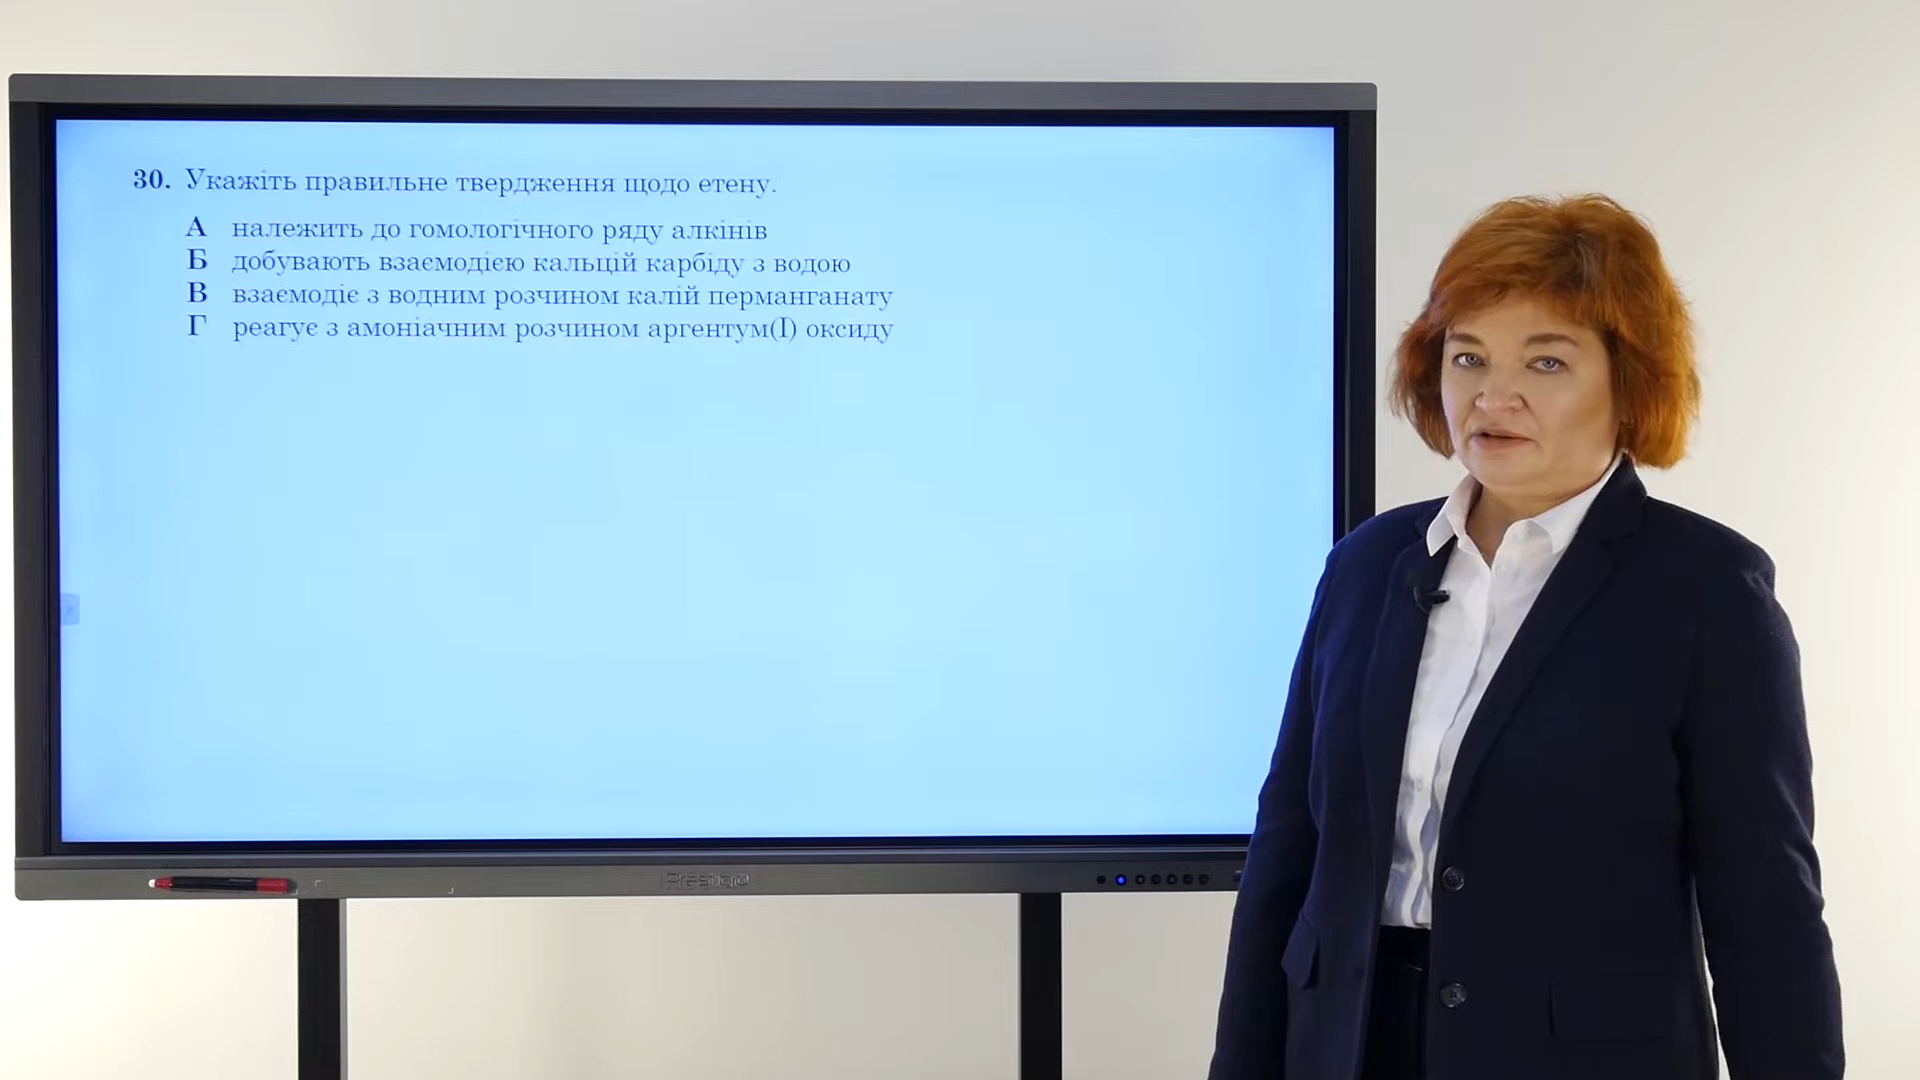 30. Укажіть правильне твердження щодо етену.
А належить до гомологічного ряду алкінів
Б добувають взаємодією кальцій карбіду з водою
В взаємодіє з водним розчином калій перманганату
Г реагує з амоніачним розчином аргентум(І) оксиду
Prestigio